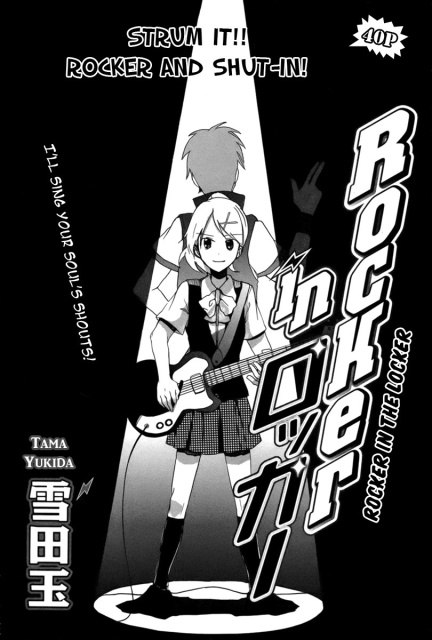 STRUM IT!!
ROCKER AND SHUT-IN!
40P
Rocker
in
ロッカー
ROCKER IN THE LOCKER
I'LL SING YOUR SOUL'S SHOUTS!
TAMA
YUKIDA
雪田玉